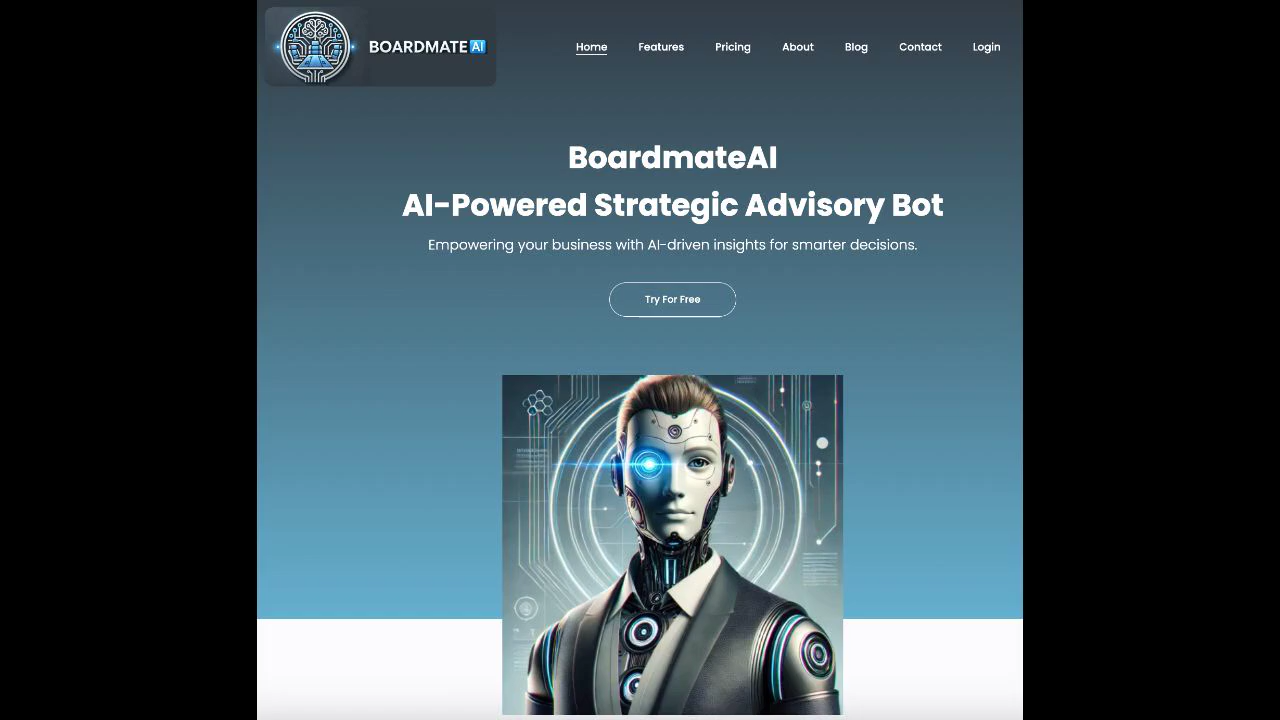 BOARDMATE AI
Home Features Pricing About Blog Contact Login
BoardmateAI
AI-Powered Strategic Advisory Bot
Empowering your business with AI-driven insights for smarter decisions.
Try For Free